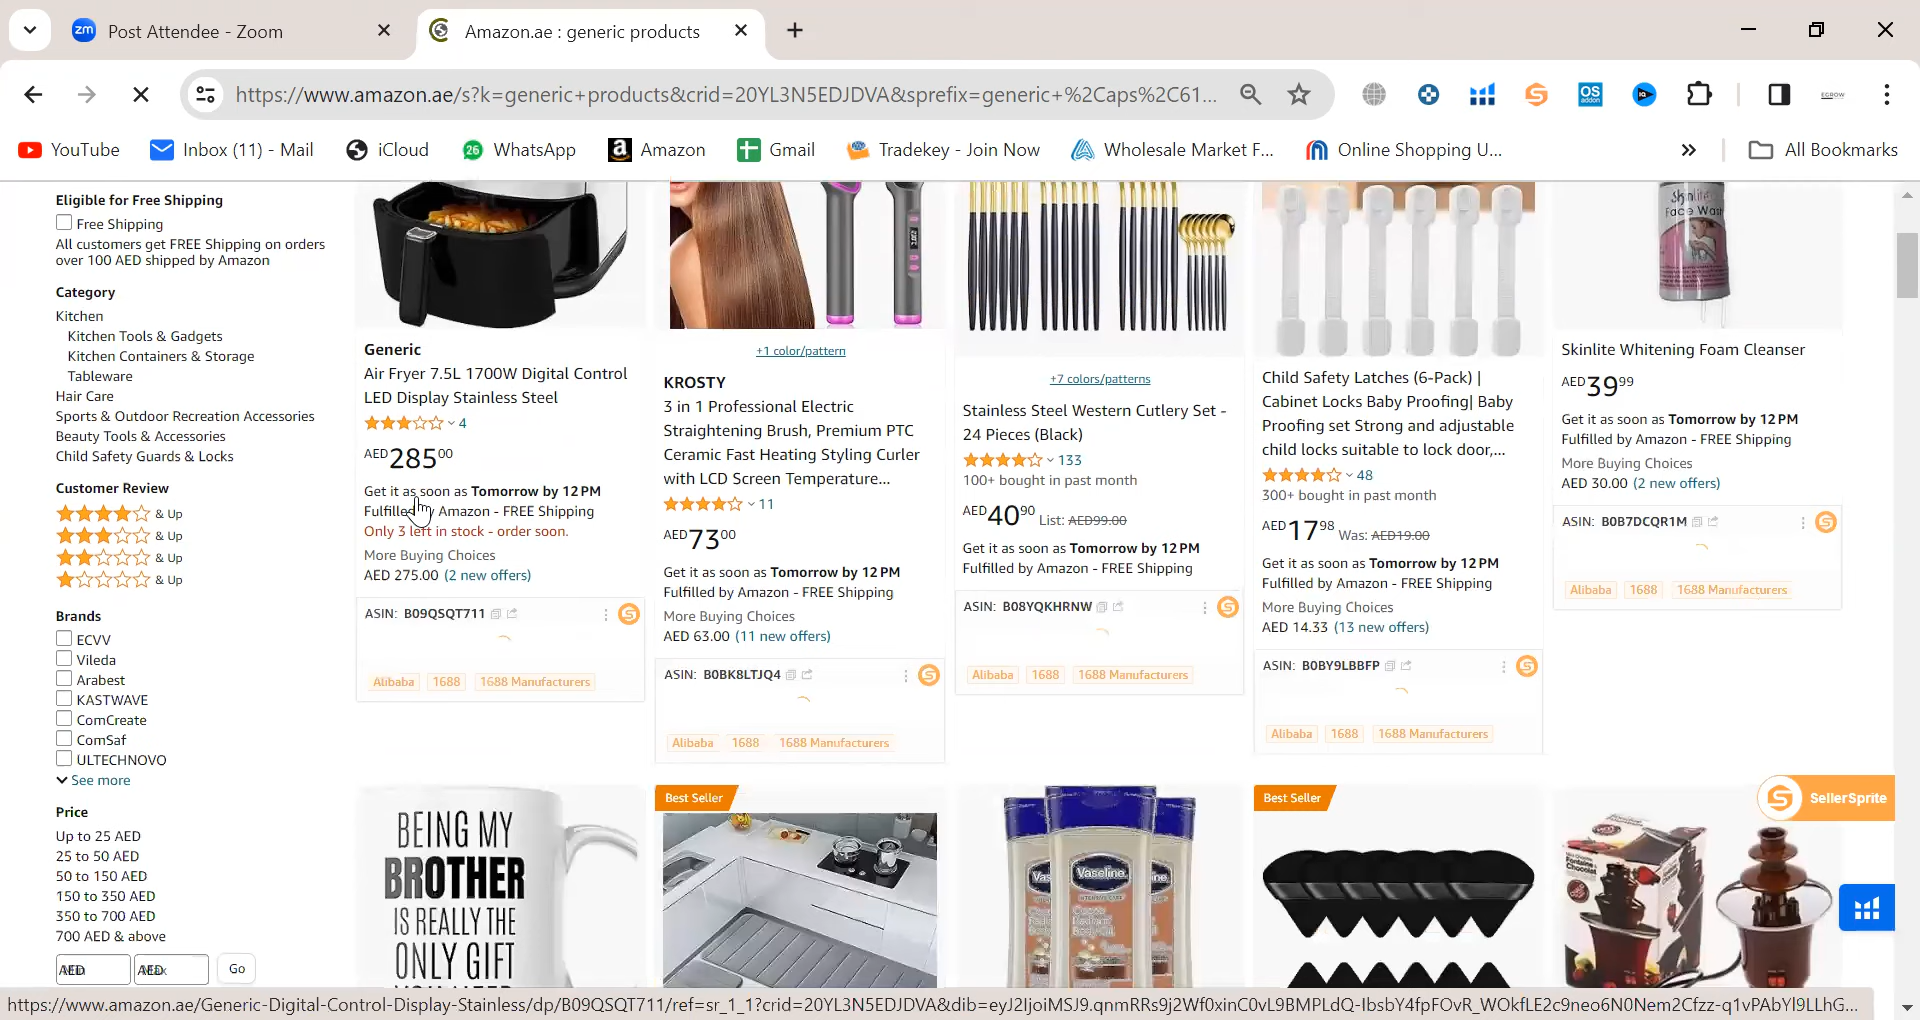 zm Post Attendee - Zoom
Amazon.ae : generic products
https://www.amazon.ae/s?k=generic+products&crid=20YL3N5EDJDVA&sprefix=generic+%2Caps%2C61...
OS addon
EGROW
YouTube
Inbox (11) - Mail
iCloud
26 WhatsApp
Amazon
Gmail
Tradekey - Join Now
Wholesale Market F...
Online Shopping U...
All Bookmarks
Eligible for Free Shipping
Free Shipping
All customers get FREE Shipping on orders
over 100 AED shipped by Amazon
Category
Kitchen
Kitchen Tools & Gadgets
Kitchen Containers & Storage
Tableware
Hair Care
Sports & Outdoor Recreation Accessories
Beauty Tools & Accessories
Child Safety Guards & Locks
Customer Review
& Up
& Up
& Up
& Up
Brands
ECVV
Vileda
Arabest
KASTWAVE
ComCreate
ComSaf
ULTECHNOVO
See more
Price
Up to 25 AED
25 to 50 AED
50 to 150 AED
150 to 350 AED
350 to 700 AED
700 AED & above
AED Min AED Max Go
Generic
Air Fryer 7.5L 1700W Digital Control
LED Display Stainless Steel
4
AED 285 00
Get it as soon as Tomorrow by 12 PM
Fulfilled by Amazon - FREE Shipping
Only 3 left in stock - order soon.
More Buying Choices
AED 275.00 (2 new offers)
ASIN: B09QSQT711
Alibaba 1688 1688 Manufacturers
+1 color/pattern
KROSTY
3 in 1 Professional Electric
Straightening Brush, Premium PTC
Ceramic Fast Heating Styling Curler
with LCD Screen Temperature...
11
AED 73 00
Get it as soon as Tomorrow by 12 PM
Fulfilled by Amazon - FREE Shipping
More Buying Choices
AED 63.00 (11 new offers)
ASIN: B0BK8LTJQ4
Alibaba 1688 1688 Manufacturers
+7 colors/patterns
Stainless Steel Western Cutlery Set -
24 Pieces (Black)
133
100+ bought in past month
AED 40 90 List: AED99.00
Get it as soon as Tomorrow by 12 PM
Fulfilled by Amazon - FREE Shipping
ASIN: B08YQKHRNW
Alibaba 1688 1688 Manufacturers
Child Safety Latches (6-Pack) |
Cabinet Locks Baby Proofing| Baby
Proofing set Strong and adjustable
child locks suitable to lock door,...
48
300+ bought in past month
AED 17 98 Was: AED19.00
Get it as soon as Tomorrow by 12 PM
Fulfilled by Amazon - FREE Shipping
More Buying Choices
AED 14.33 (13 new offers)
ASIN: B0BY9LBBFP
Alibaba 1688 1688 Manufacturers
Skinlite
Face Wash
Skinlite Whitening Foam Cleanser
AED 39 99
Get it as soon as Tomorrow by 12 PM
Fulfilled by Amazon - FREE Shipping
More Buying Choices
AED 30.00 (2 new offers)
ASIN: B0B7DCQR1M
Alibaba 1688 1688 Manufacturers
BEING MY
BROTHER
IS REALLY THE
ONLY GIFT
YOU NEED
Best Seller
Vaseline
Best Seller
SellerSprite
https://www.amazon.ae/Generic-Digital-Control-Display-Stainless/dp/B09QSQT711/ref=sr_1_1?crid=20YL3N5EDJDVA&dib=eyJ2IjoiMSJ9.qnmRRs9j2Wf0xinC0vL9BMPLdQ-IbsbY4fpFOvR_WOkfLE2c9neo6N0Nem2Cfzz-q1vPAbYl9LLhG...